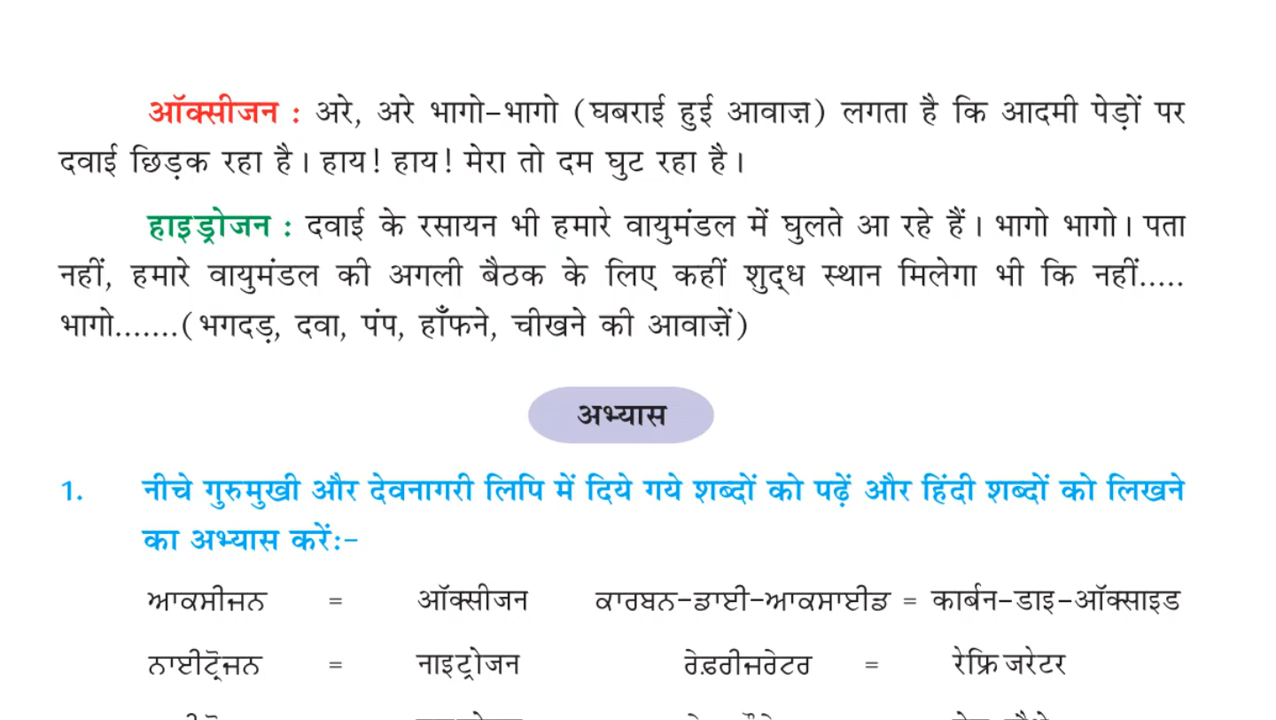 ऑक्सीजन : अरे, अरे भागो-भागो (घबराई हुई आवाज़) लगता है कि आदमी पेड़ों पर
दवाई छिड़क रहा है। हाय! हाय! मेरा तो दम घुट रहा है।
हाइड्रोजन : दवाई के रसायन भी हमारे वायुमंडल में घुलते आ रहे हैं। भागो भागो। पता
नहीं, हमारे वायुमंडल की अगली बैठक के लिए कहीं शुद्ध स्थान मिलेगा भी कि नहीं.....
भागो.......(भगदड़, दवा, पंप, हाँफने, चीखने की आवाज़ें)
अभ्यास
1. नीचे गुरुमुखी और देवनागरी लिपि में दिये गये शब्दों को पढ़ें और हिंदी शब्दों को लिखने
का अभ्यास करें:-
ਆਕਸੀਜਨ = ऑक्सीजन ਕਾਰਬਨ-ਡਾਈ-ਆਕਸਾਈਡ = कार्बन-डाइ-ऑक्साइड
ਨਾਈਟ੍ਰੋਜਨ = नाइट्रोजन ਰੇਫ਼ਰੀਜਰੇਟਰ = रेफ्रिजरेटर